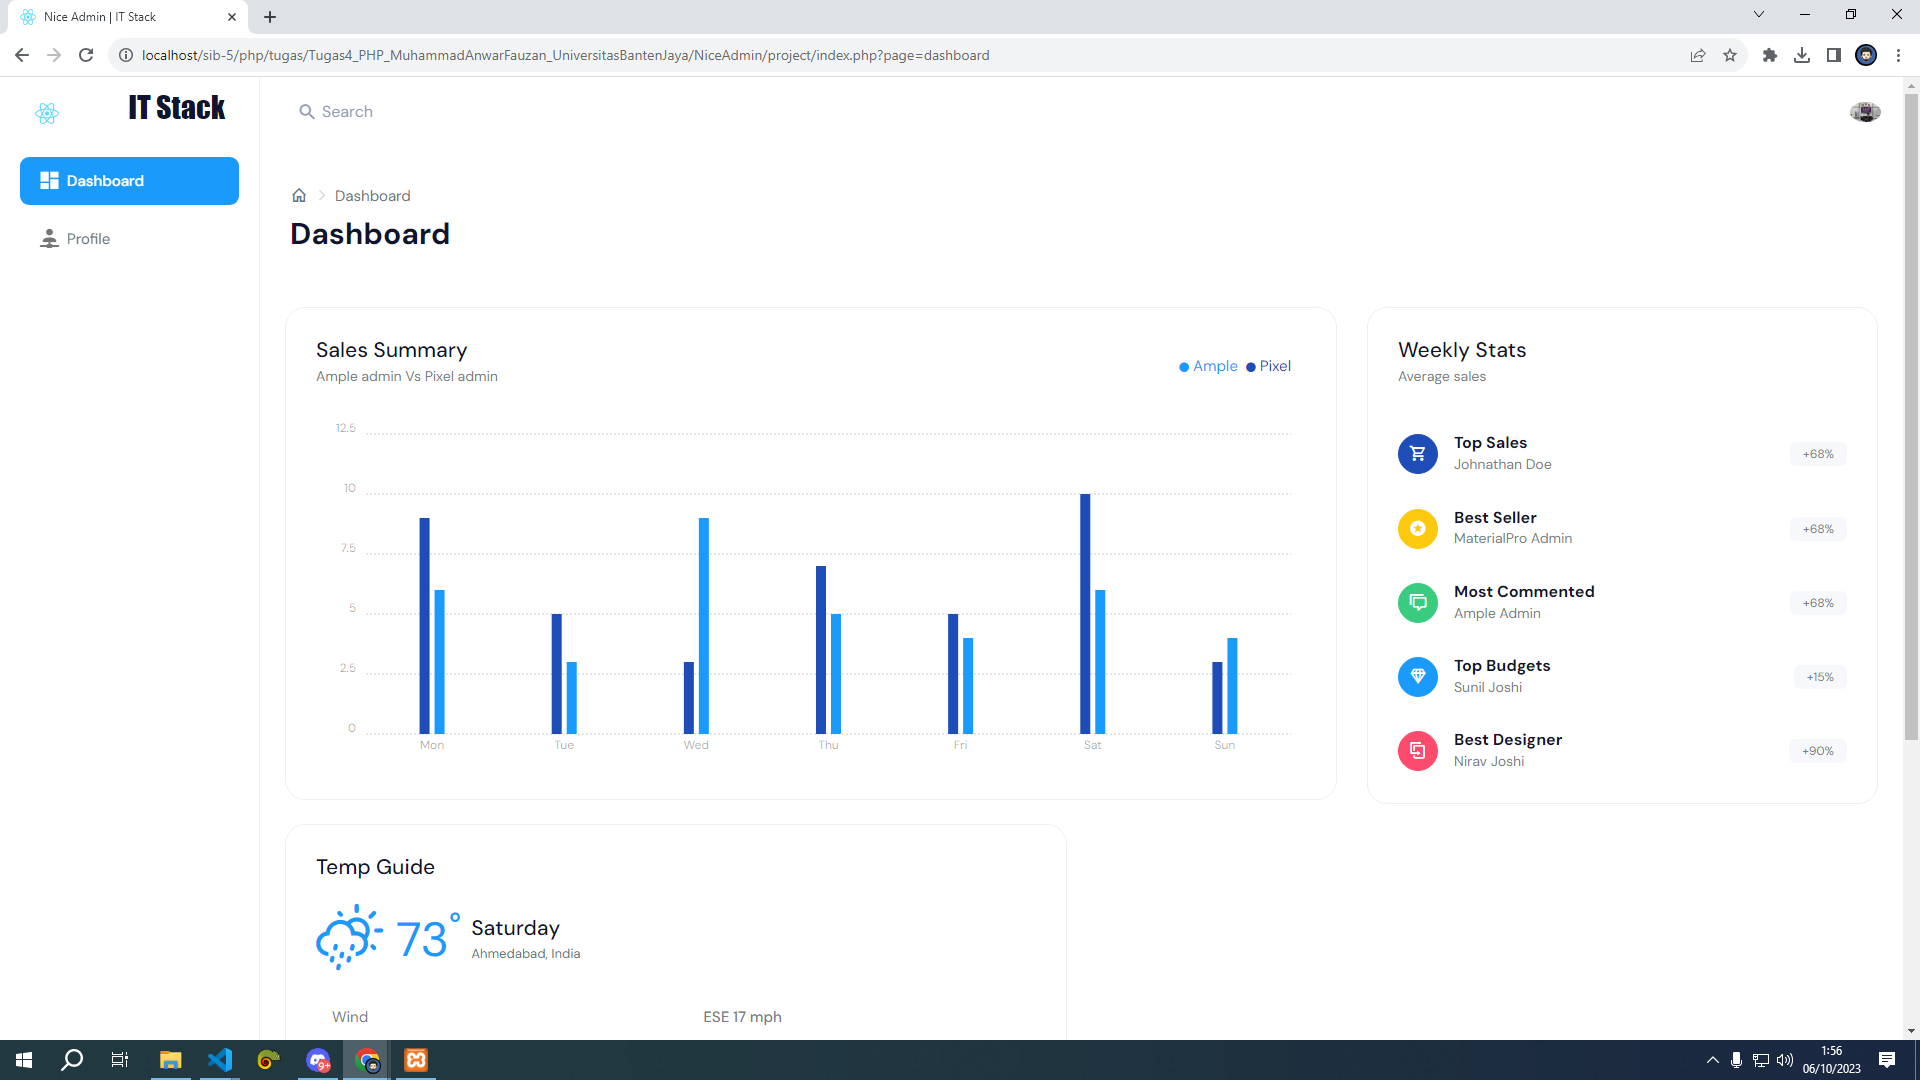 Nice Admin | IT Stack
localhost/sib-5/php/tugas/Tugas4_PHP_MuhammadAnwarFauzan_UniversitasBantenJaya/NiceAdmin/project/index.php?page=dashboard
IT Stack
Search
Dashboard
Profile
Dashboard
Dashboard
Sales Summary
Ample admin Vs Pixel admin
Ample Pixel
12.5
10
7.5
5
2.5
0
Mon Tue Wed Thu Fri Sat Sun
Weekly Stats
Average sales
Top Sales
Johnathan Doe
+68%
Best Seller
MaterialPro Admin
+68%
Most Commented
Ample Admin
+68%
Top Budgets
Sunil Joshi
+15%
Best Designer
Nirav Joshi
+90%
Temp Guide
73°
Saturday
Ahmedabad, India
Wind ESE 17 mph
9+
1:56
06/10/2023